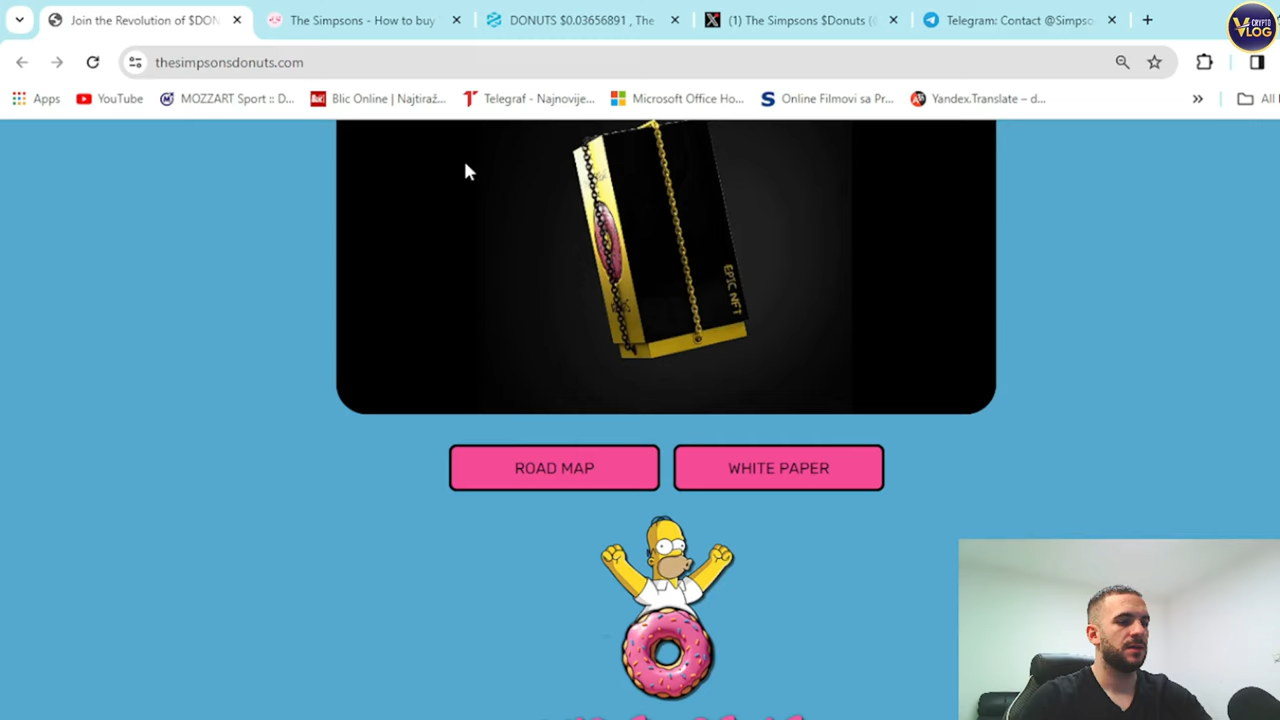 Join the Revolution of $DON
The Simpsons - How to buy
DONUTS $0.03656891 , The
(1) The Simpsons $Donuts (
Telegram: Contact @Simpso
CRYPTO
VLOG
thesimpsonsdonuts.com
Apps
YouTube
MOZZART Sport :: D...
Blic Online | Najtiraž...
Telegraf - Najnovije...
Microsoft Office Ho...
Online Filmovi sa Pr...
Yandex.Translate – d...
All
EPIC NFT
ROAD MAP
WHITE PAPER